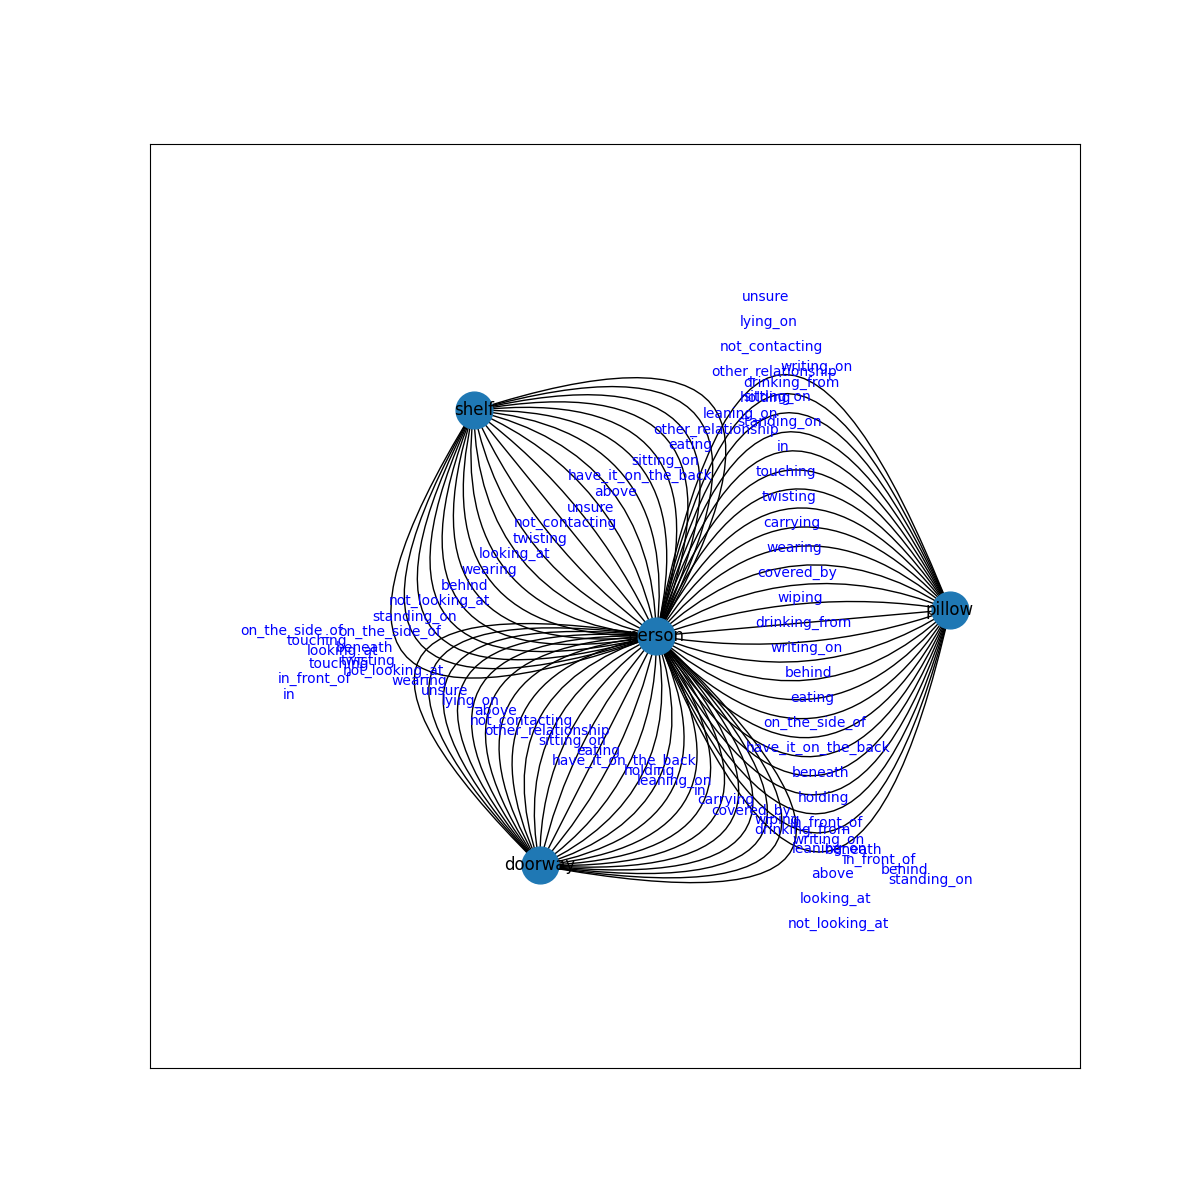 unsure
lying_on
not_contacting
other_relationship
writing_on
drinking_from
sitting_on
holding
shelf
leaning_on
standing_on
other_relationship
eating
in
sitting_on
touching
have_it_on_the_back
above
twisting
unsure
not_contacting
carrying
twisting
wearing
looking_at
wearing
covered_by
behind
wiping
not_looking_at
pillow
standing_on
drinking_from
on_the_side_of
on_the_side_of
person
touching
beneath
writing_on
looking_at
twisting
touching
not_looking_at
behind
in_front_of
wearing
unsure
in
lying_on
eating
above
not_contacting
on_the_side_of
other_relationship
sitting_on
have_it_on_the_back
eating
have_it_on_the_back
holding
beneath
leaning_on
in
carrying
holding
covered_by
wiping
in_front_of
drinking_from
writing_on
leaning_on
beneath
in_front_of
doorway
behind
above
standing_on
looking_at
not_looking_at